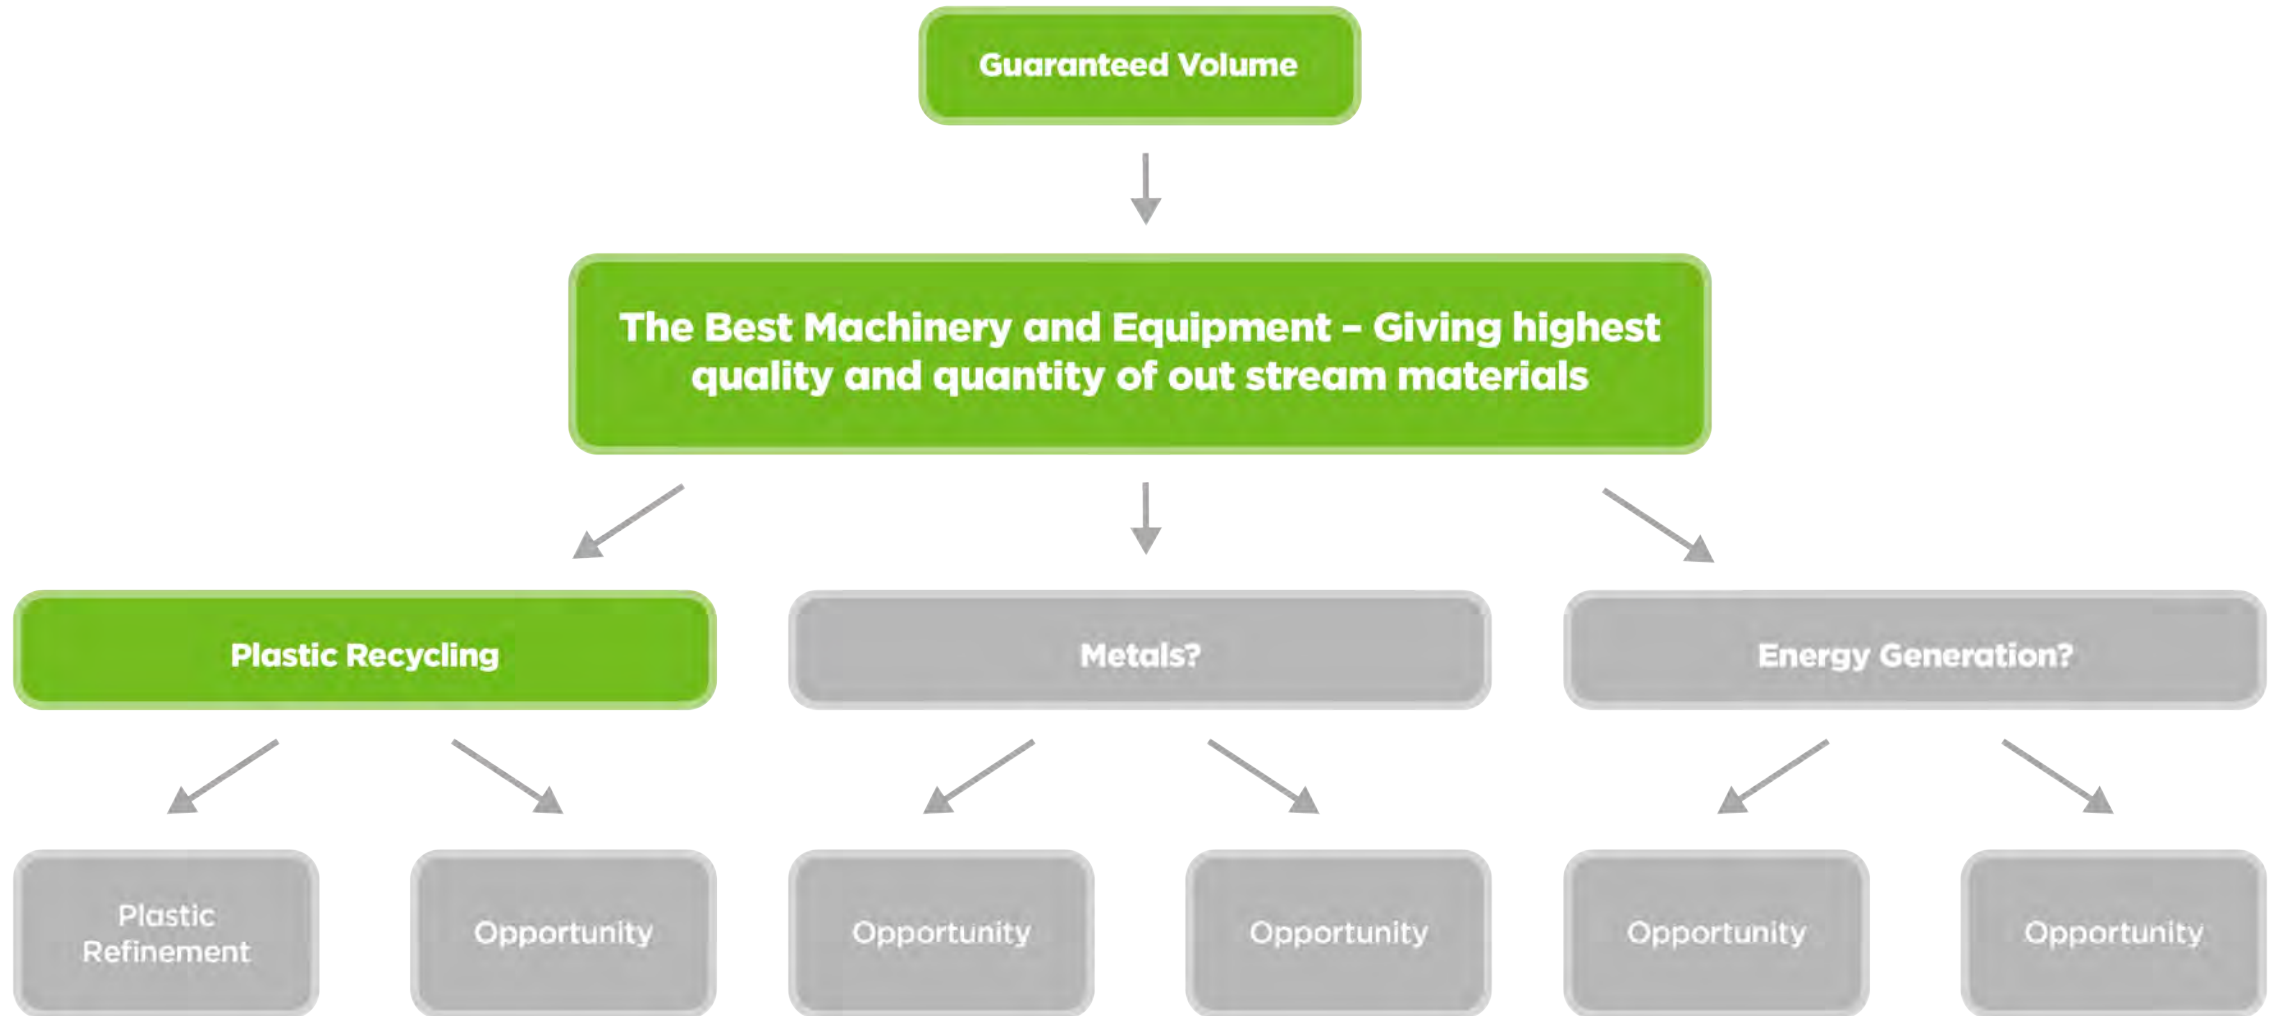 Guaranteed Volume
The Best Machinery and Equipment – Giving highest
quality and quantity of out stream materials
Plastic Recycling
Metals?
Energy Generation?
Plastic
Refinement
Opportunity
Opportunity
Opportunity
Opportunity
Opportunity